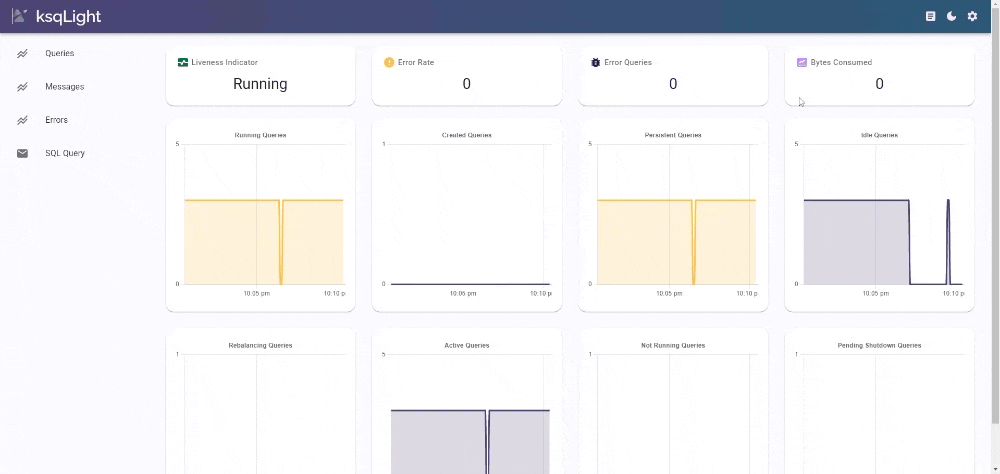 ksqLight
Queries
Messages
Errors
SQL Query
Liveness Indicator
Running
Error Rate
0
Error Queries
0
Bytes Consumed
0
Running Queries
5
0
10:05 pm
10:10 p
Created Queries
1
0
10:05 pm
10:10 p
Persistent Queries
5
0
10:05 pm
10:10 p
Idle Queries
5
0
10:05 pm
10:10 p
Rebalancing Queries
1
Active Queries
5
Not Running Queries
1
Pending Shutdown Queries
1